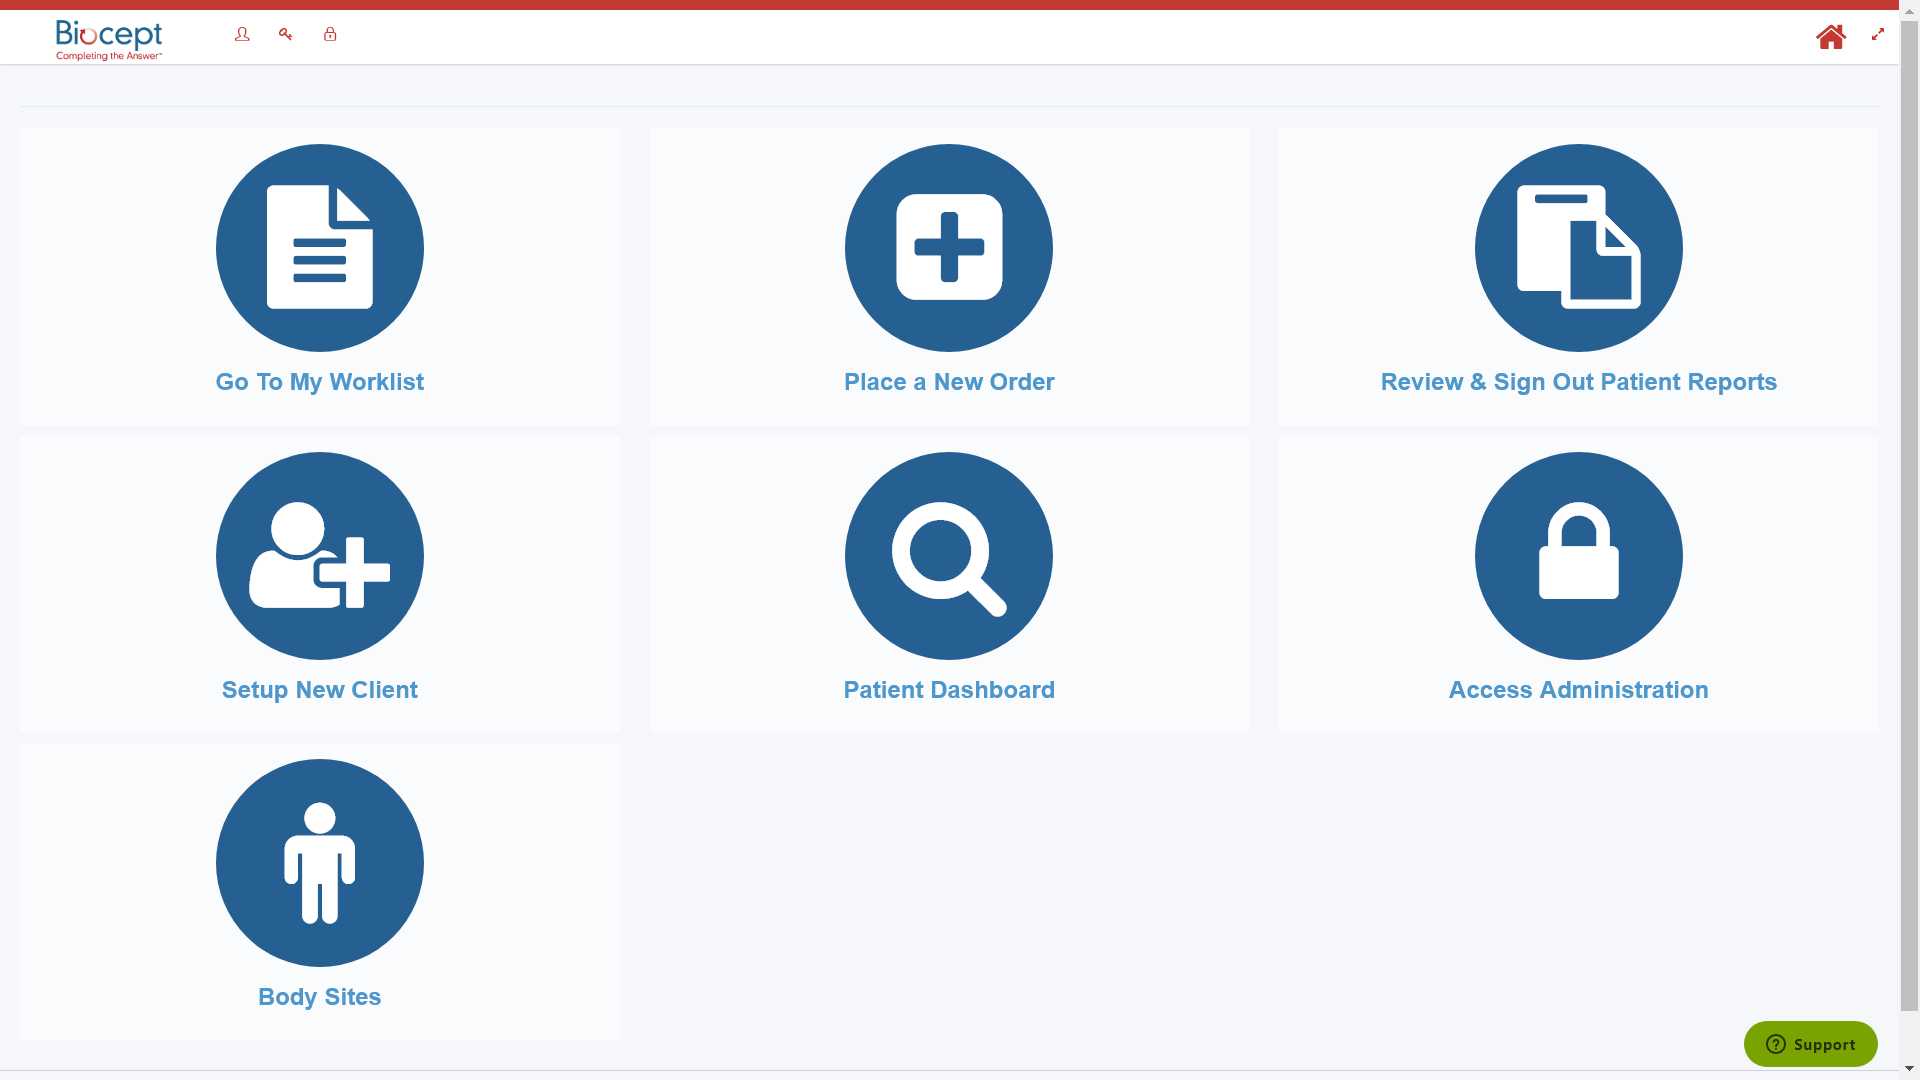 Biocept
Completing the Answer™
Go To My Worklist
Place a New Order
Review & Sign Out Patient Reports
Setup New Client
Patient Dashboard
Access Administration
Body Sites
Support